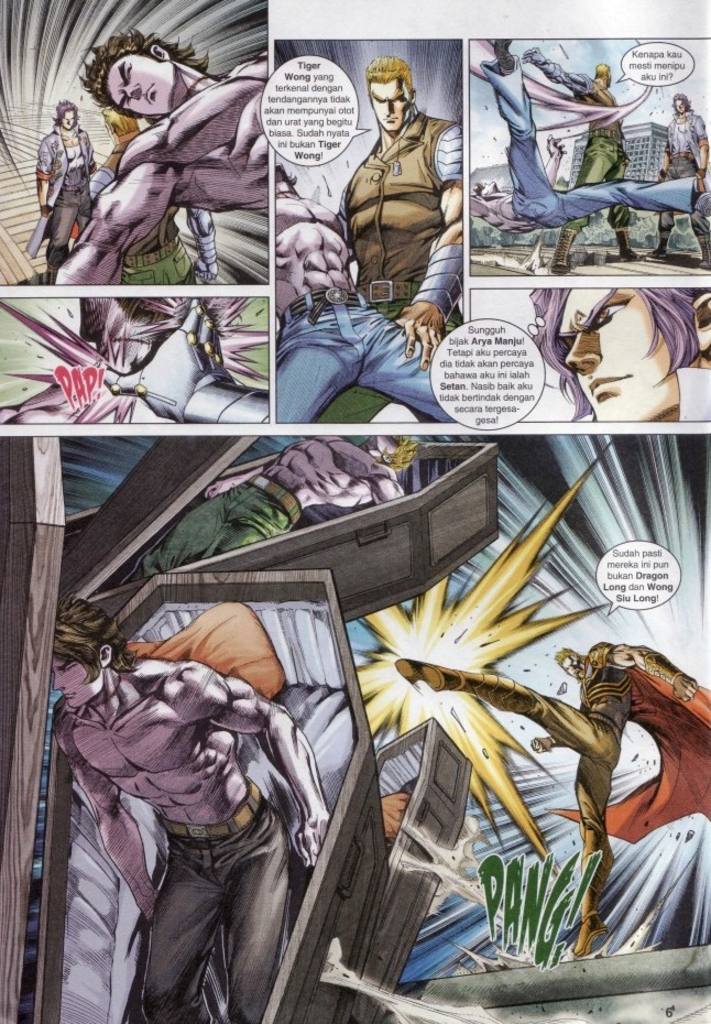 Tiger
Wong yang
terkenal dengan
tendangannya tidak
akan mempunyai otot
dan urat yang begitu
biasa. Sudah nyata
ini bukan Tiger
Wong!
Kenapa kau
mesti menipu
aku ini?
PAP!
Sungguh
bijak Arya Manju!
Tetapi aku percaya
dia tidak akan percaya
bahawa aku ini ialah
Setan. Nasib baik aku
tidak bertindak dengan
secara tergesa-
gesa!
Sudah pasti
mereka ini pun
bukan Dragon
Long dan Wong
Siu Long!
PANG!
6